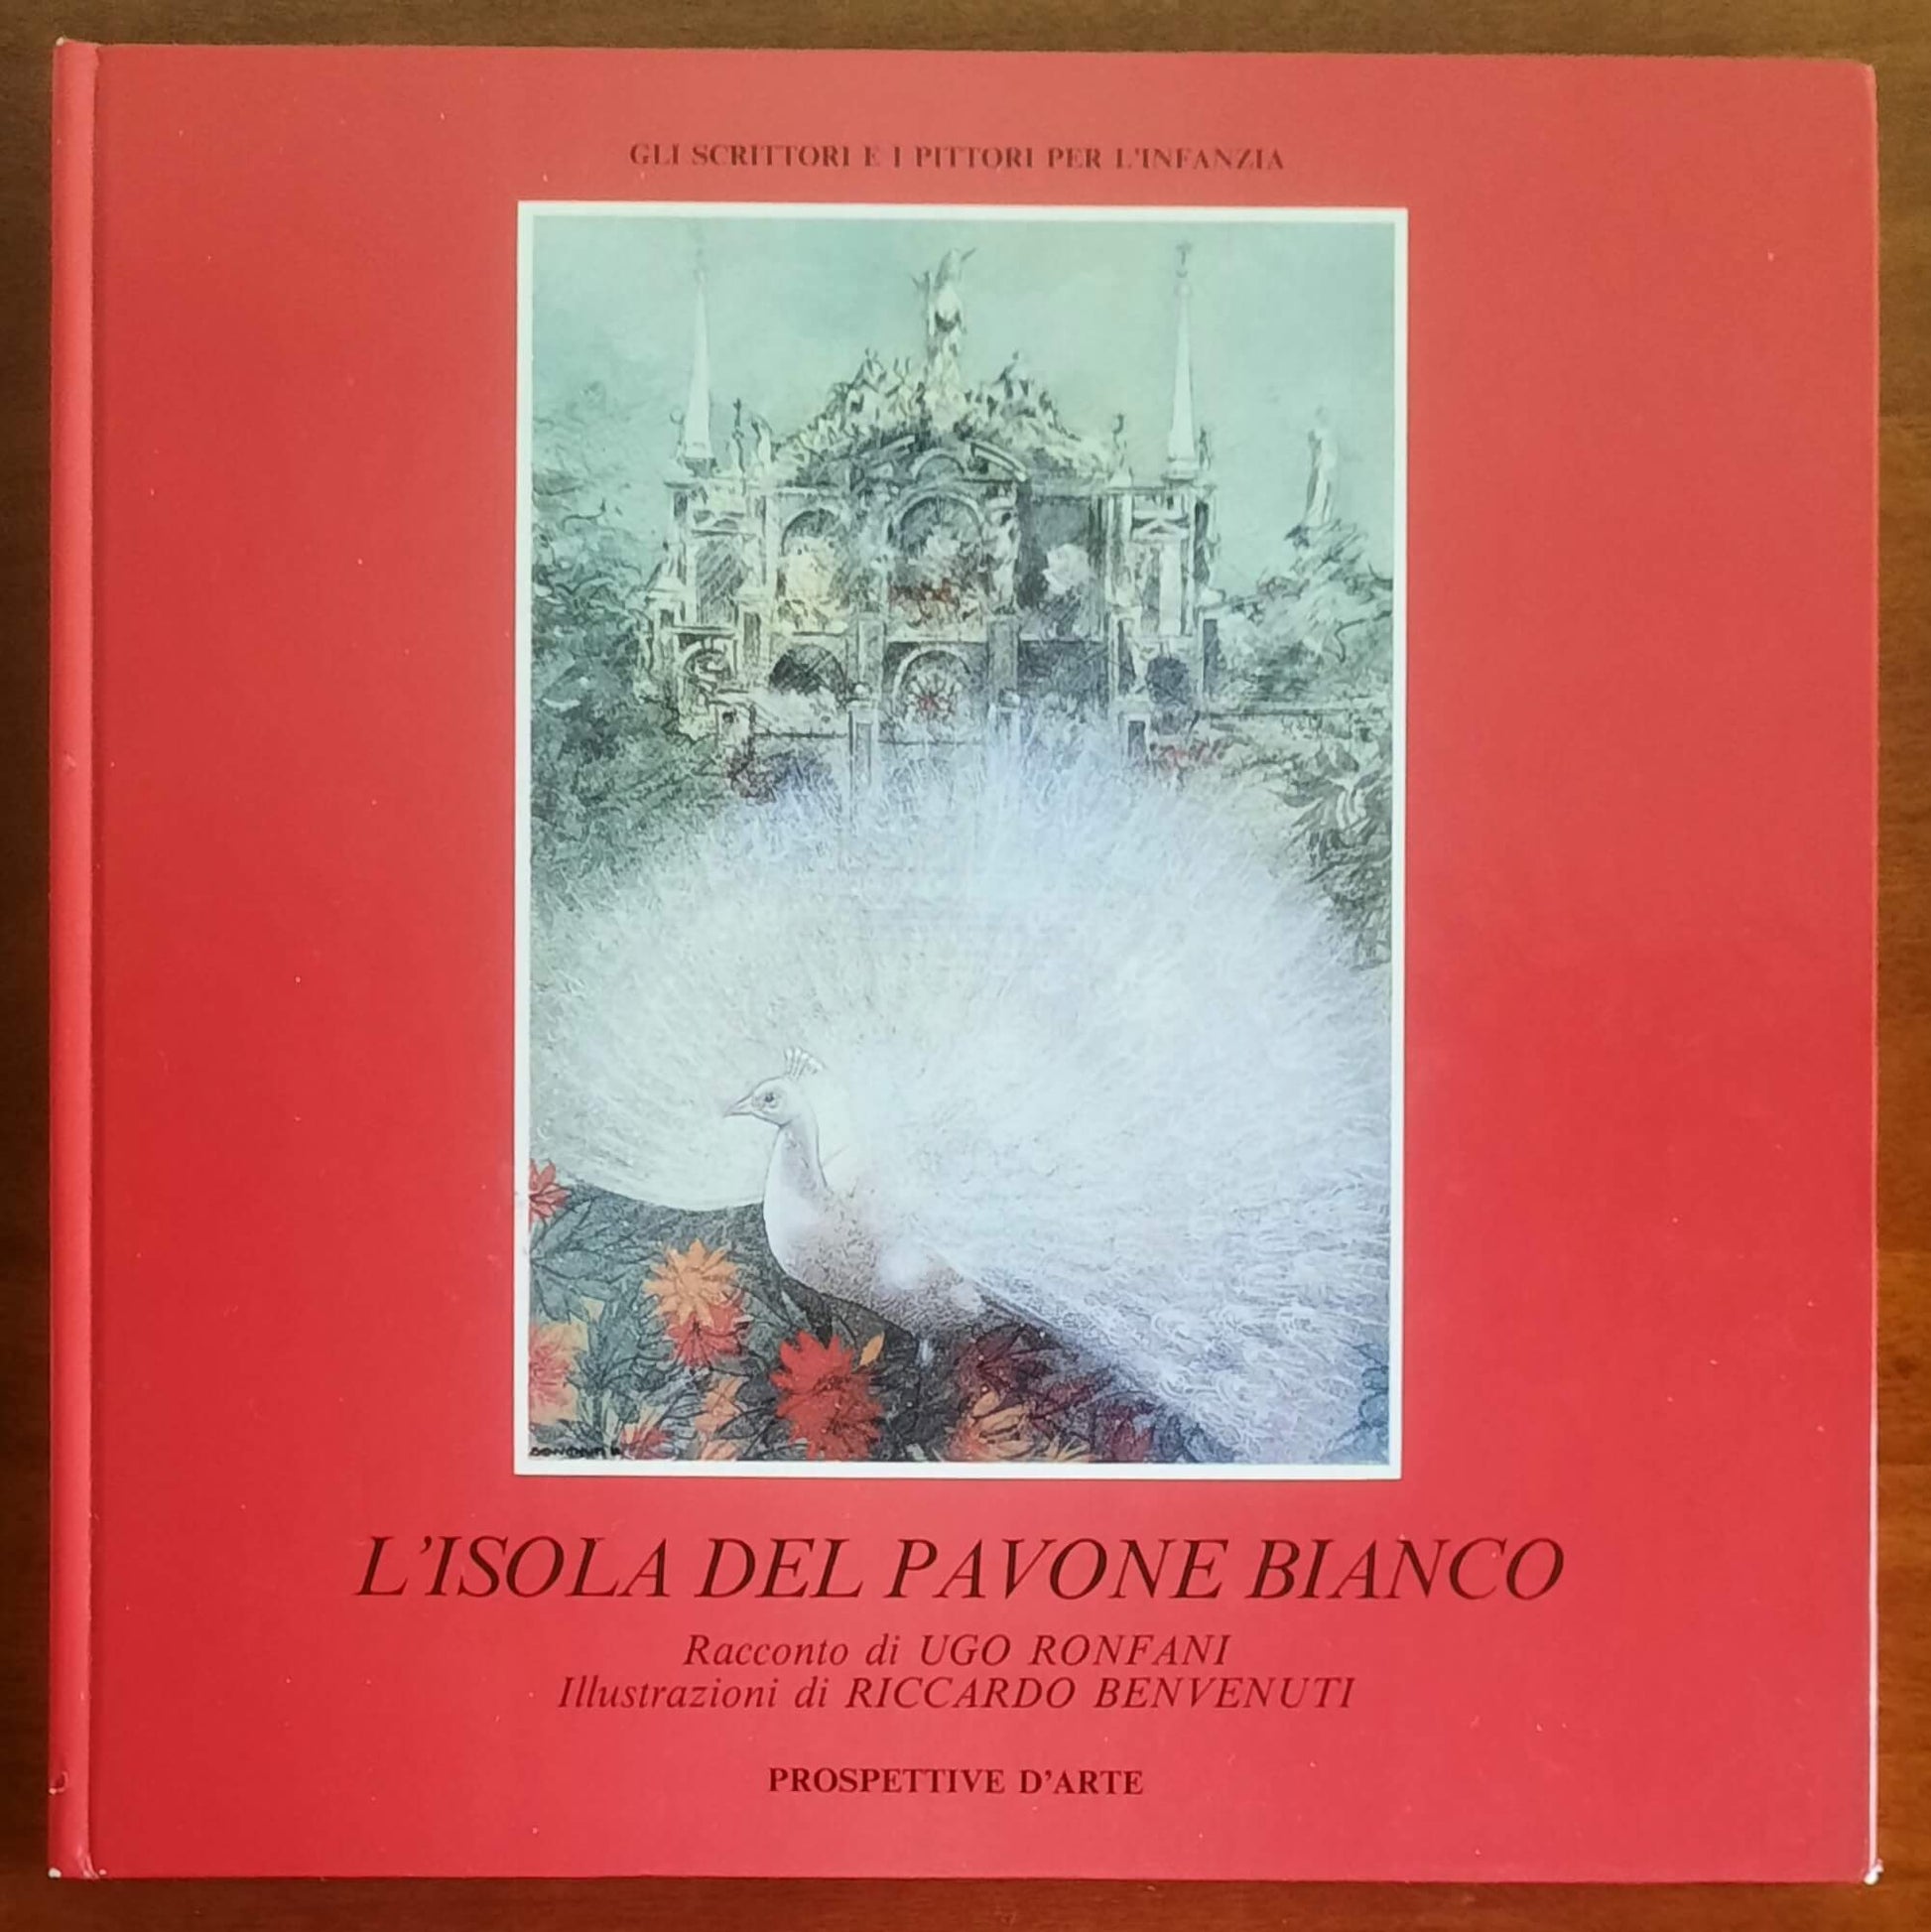 GLI SCRITTORI E I PITTORI PER L'INFANZIA
L'ISOLA DEL PAVONE BIANCO
Racconto di UGO RONFANI
Illustrazioni di RICCARDO BENVENUTI
PROSPETTIVE D'ARTE